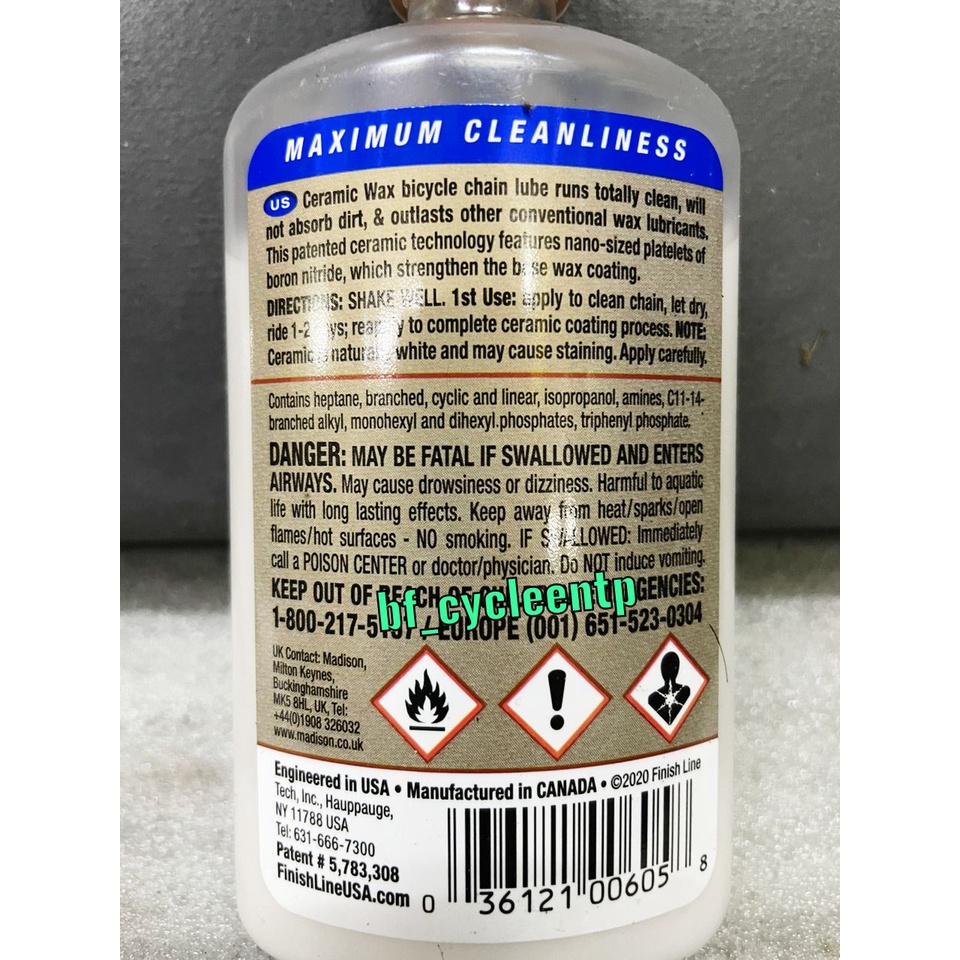 MAXIMUM CLEANLINESS
US Ceramic Wax bicycle chain lube runs totally clean, will
not absorb dirt, & outlasts other conventional wax lubricants.
This patented ceramic technology features nano-sized platelets of
boron nitride, which strengthen the base wax coating.
DIRECTIONS: SHAKE WELL. 1st Use: apply to clean chain, let dry,
ride 1-2 days; reapply to complete ceramic coating process. NOTE:
Ceramic white and may cause staining. Apply carefully.
Contains heptane, branched, cyclic and linear, isopropanol, amines, C11-14-
branched alkyl, monohexyl and dihexyl.phosphates, triphenyl phosphate.
DANGER: MAY BE FATAL IF SWALLOWED AND ENTERS
AIRWAYS. May cause drowsiness or dizziness. Harmful to aquatic
life with long lasting effects. Keep away from heat/sparks/open
flames/hot surfaces - NO smoking. IF SWALLOWED: Immediately
call a POISON CENTER or doctor/physician. Do NOT induce vomiting.
KEEP OUT OF REACH OF
bf_cycleentp
/ EUROPE (001) 651-523-0304
UK Contact: Madison,
Milton Keynes,
Buckinghamshire
MK5 8HL, UK, Tel:
+44(0)1908 326032
www.madison.co.uk
Engineered in USA • Manufactured in CANADA • ©2020 Finish Line
Tech, Inc., Hauppauge,
NY 11788 USA
Tel: 631-666-7300
Patent # 5,783,308
FinishLineUSA.com
0 36121 00605 8